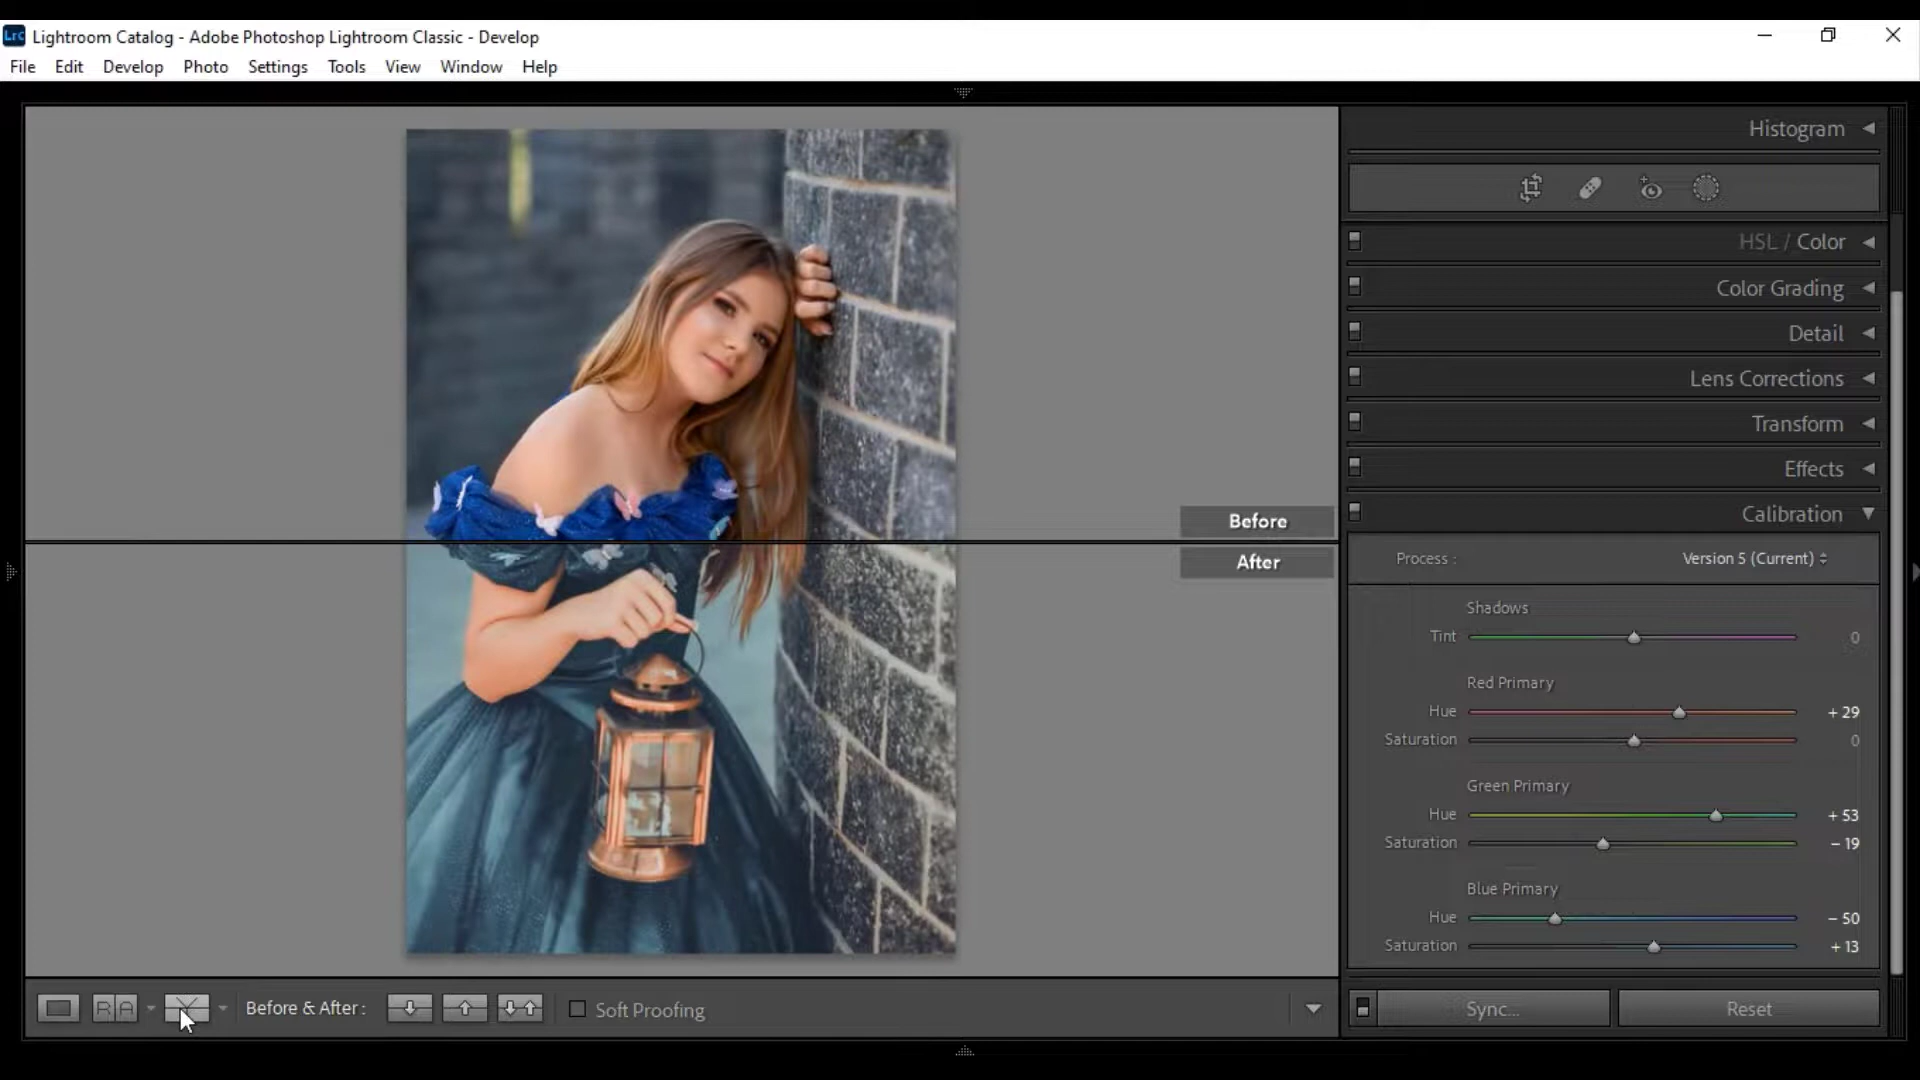 Lrc Lightroom Catalog - Adobe Photoshop Lightroom Classic - Develop
File Edit Develop Photo Settings Tools View Window Help
Histogram
HSL / Color
Color Grading
Detail
Lens Corrections
Transform
Effects
Calibration
Before
After
Process : Version 5 (Current)
Shadows
Tint 0
Red Primary
Hue + 29
Saturation 0
Green Primary
Hue + 53
Saturation – 19
Blue Primary
Hue – 50
Saturation + 13
R A Before & After : Soft Proofing
Sync... Reset